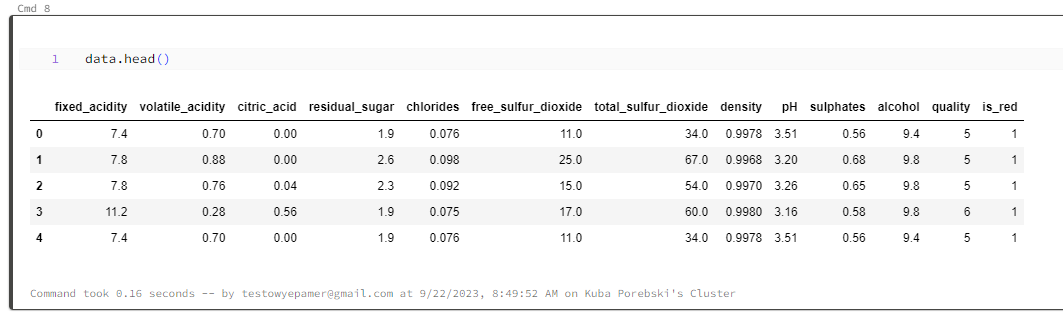 Cmd 8
1 data.head()
fixed_acidity volatile_acidity citric_acid residual_sugar chlorides free_sulfur_dioxide total_sulfur_dioxide density pH sulphates alcohol quality is_red
0 7.4 0.70 0.00 1.9 0.076 11.0 34.0 0.9978 3.51 0.56 9.4 5 1
1 7.8 0.88 0.00 2.6 0.098 25.0 67.0 0.9968 3.20 0.68 9.8 5 1
2 7.8 0.76 0.04 2.3 0.092 15.0 54.0 0.9970 3.26 0.65 9.8 5 1
3 11.2 0.28 0.56 1.9 0.075 17.0 60.0 0.9980 3.16 0.58 9.8 6 1
4 7.4 0.70 0.00 1.9 0.076 11.0 34.0 0.9978 3.51 0.56 9.4 5 1
Command took 0.16 seconds -- by testowyepamer@gmail.com at 9/22/2023, 8:49:52 AM on Kuba Porebski's Cluster